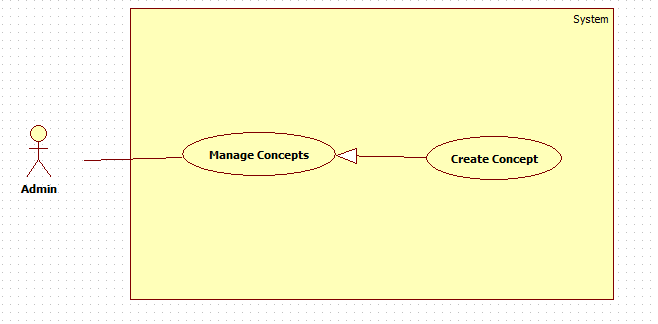 System
Admin
Manage Concepts
Create Concept